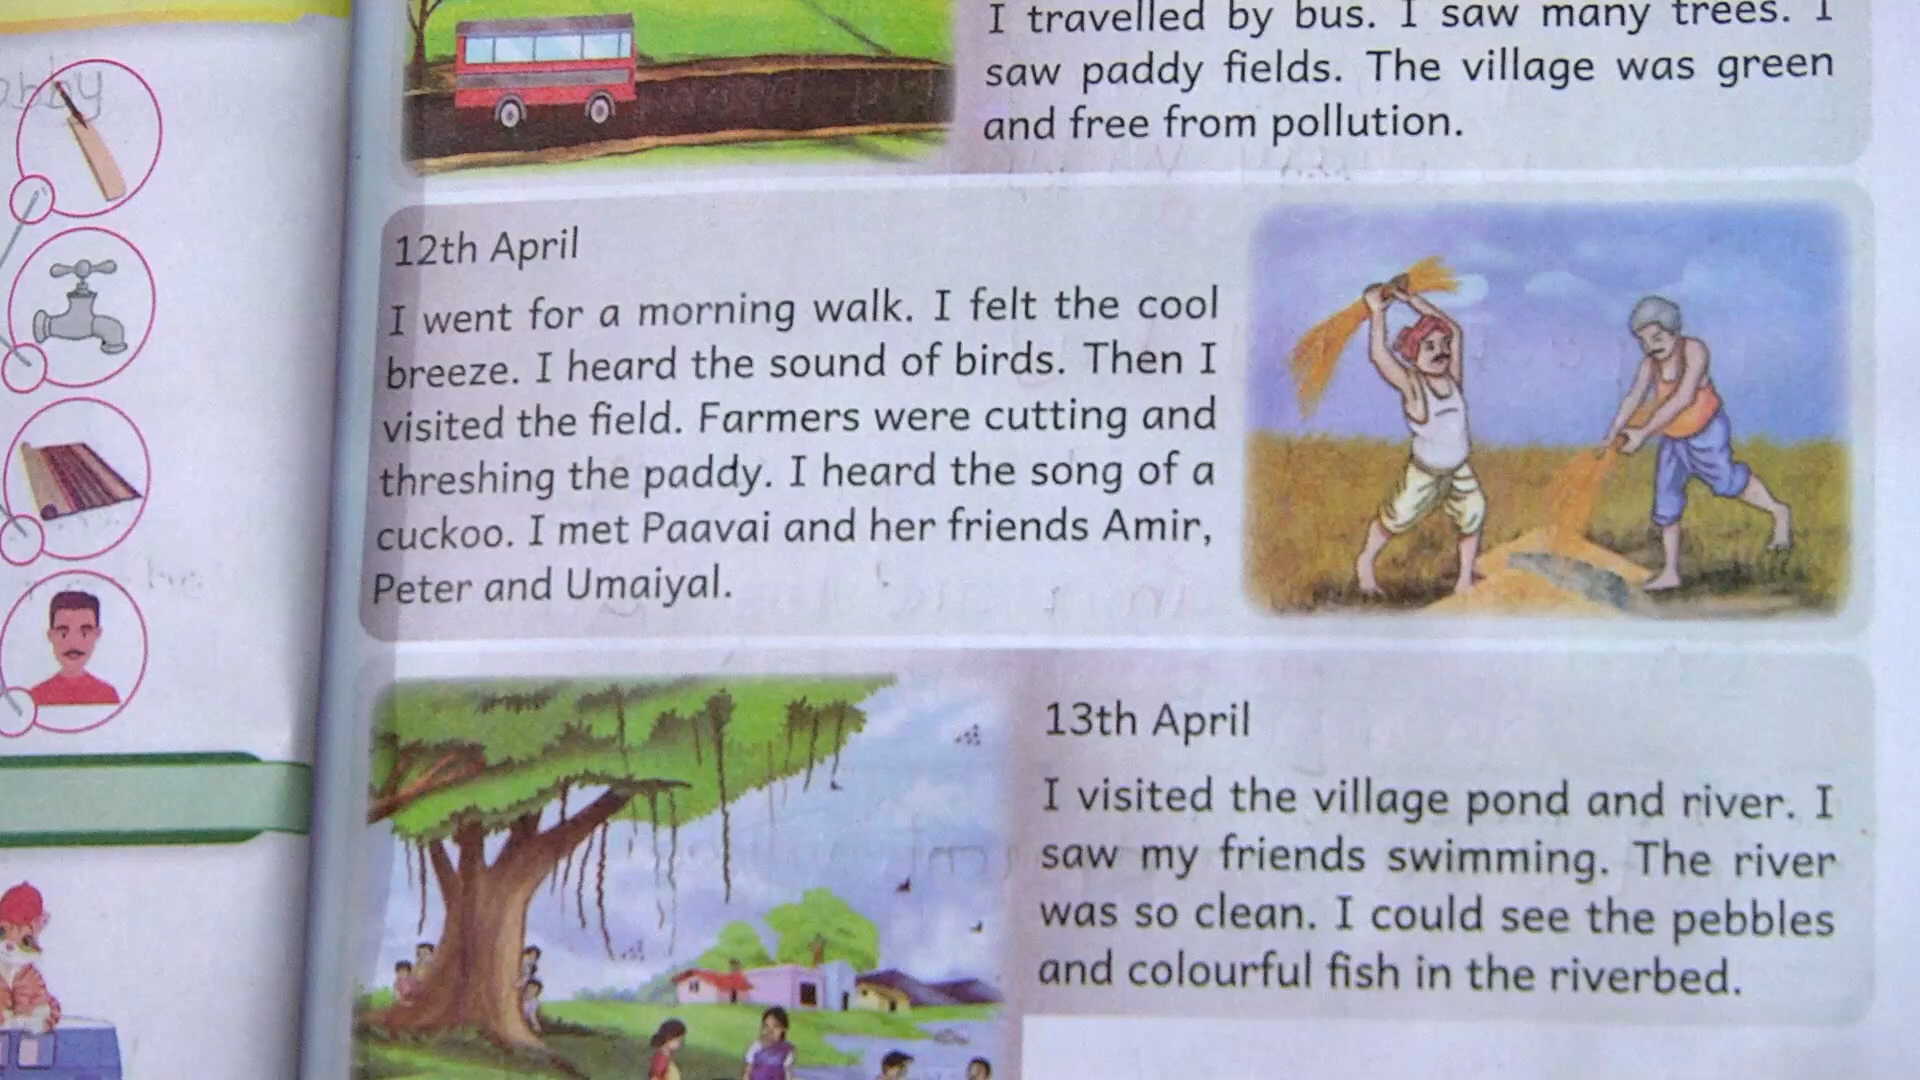 I travelled by bus. I saw many trees. I
saw paddy fields. The village was green
and free from pollution.
12th April
I went for a morning walk. I felt the cool
breeze. I heard the sound of birds. Then I
visited the field. Farmers were cutting and
threshing the paddy. I heard the song of a
cuckoo. I met Paavai and her friends Amir,
Peter and Umaiyal.
13th April
I visited the village pond and river. I
saw my friends swimming. The river
was so clean. I could see the pebbles
and colourful fish in the riverbed.